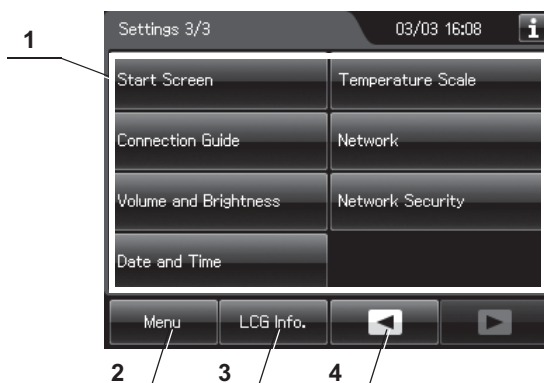 1
Settings 3/3 03/03 16:08 i
Start Screen Temperature Scale
Connection Guide Network
Volume and Brightness Network Security
Date and Time
Menu LCG Info.
2 3 4